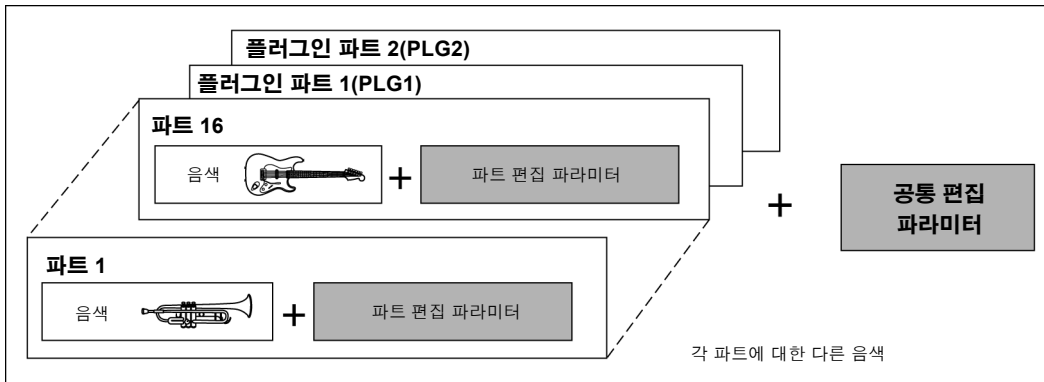 플러그인 파트 2(PLG2)
플러그인 파트 1(PLG1)
파트 16
음색
+
파트 편집 파라미터
파트 1
음색
+
파트 편집 파라미터
+
공통 편집
파라미터
각 파트에 대한 다른 음색